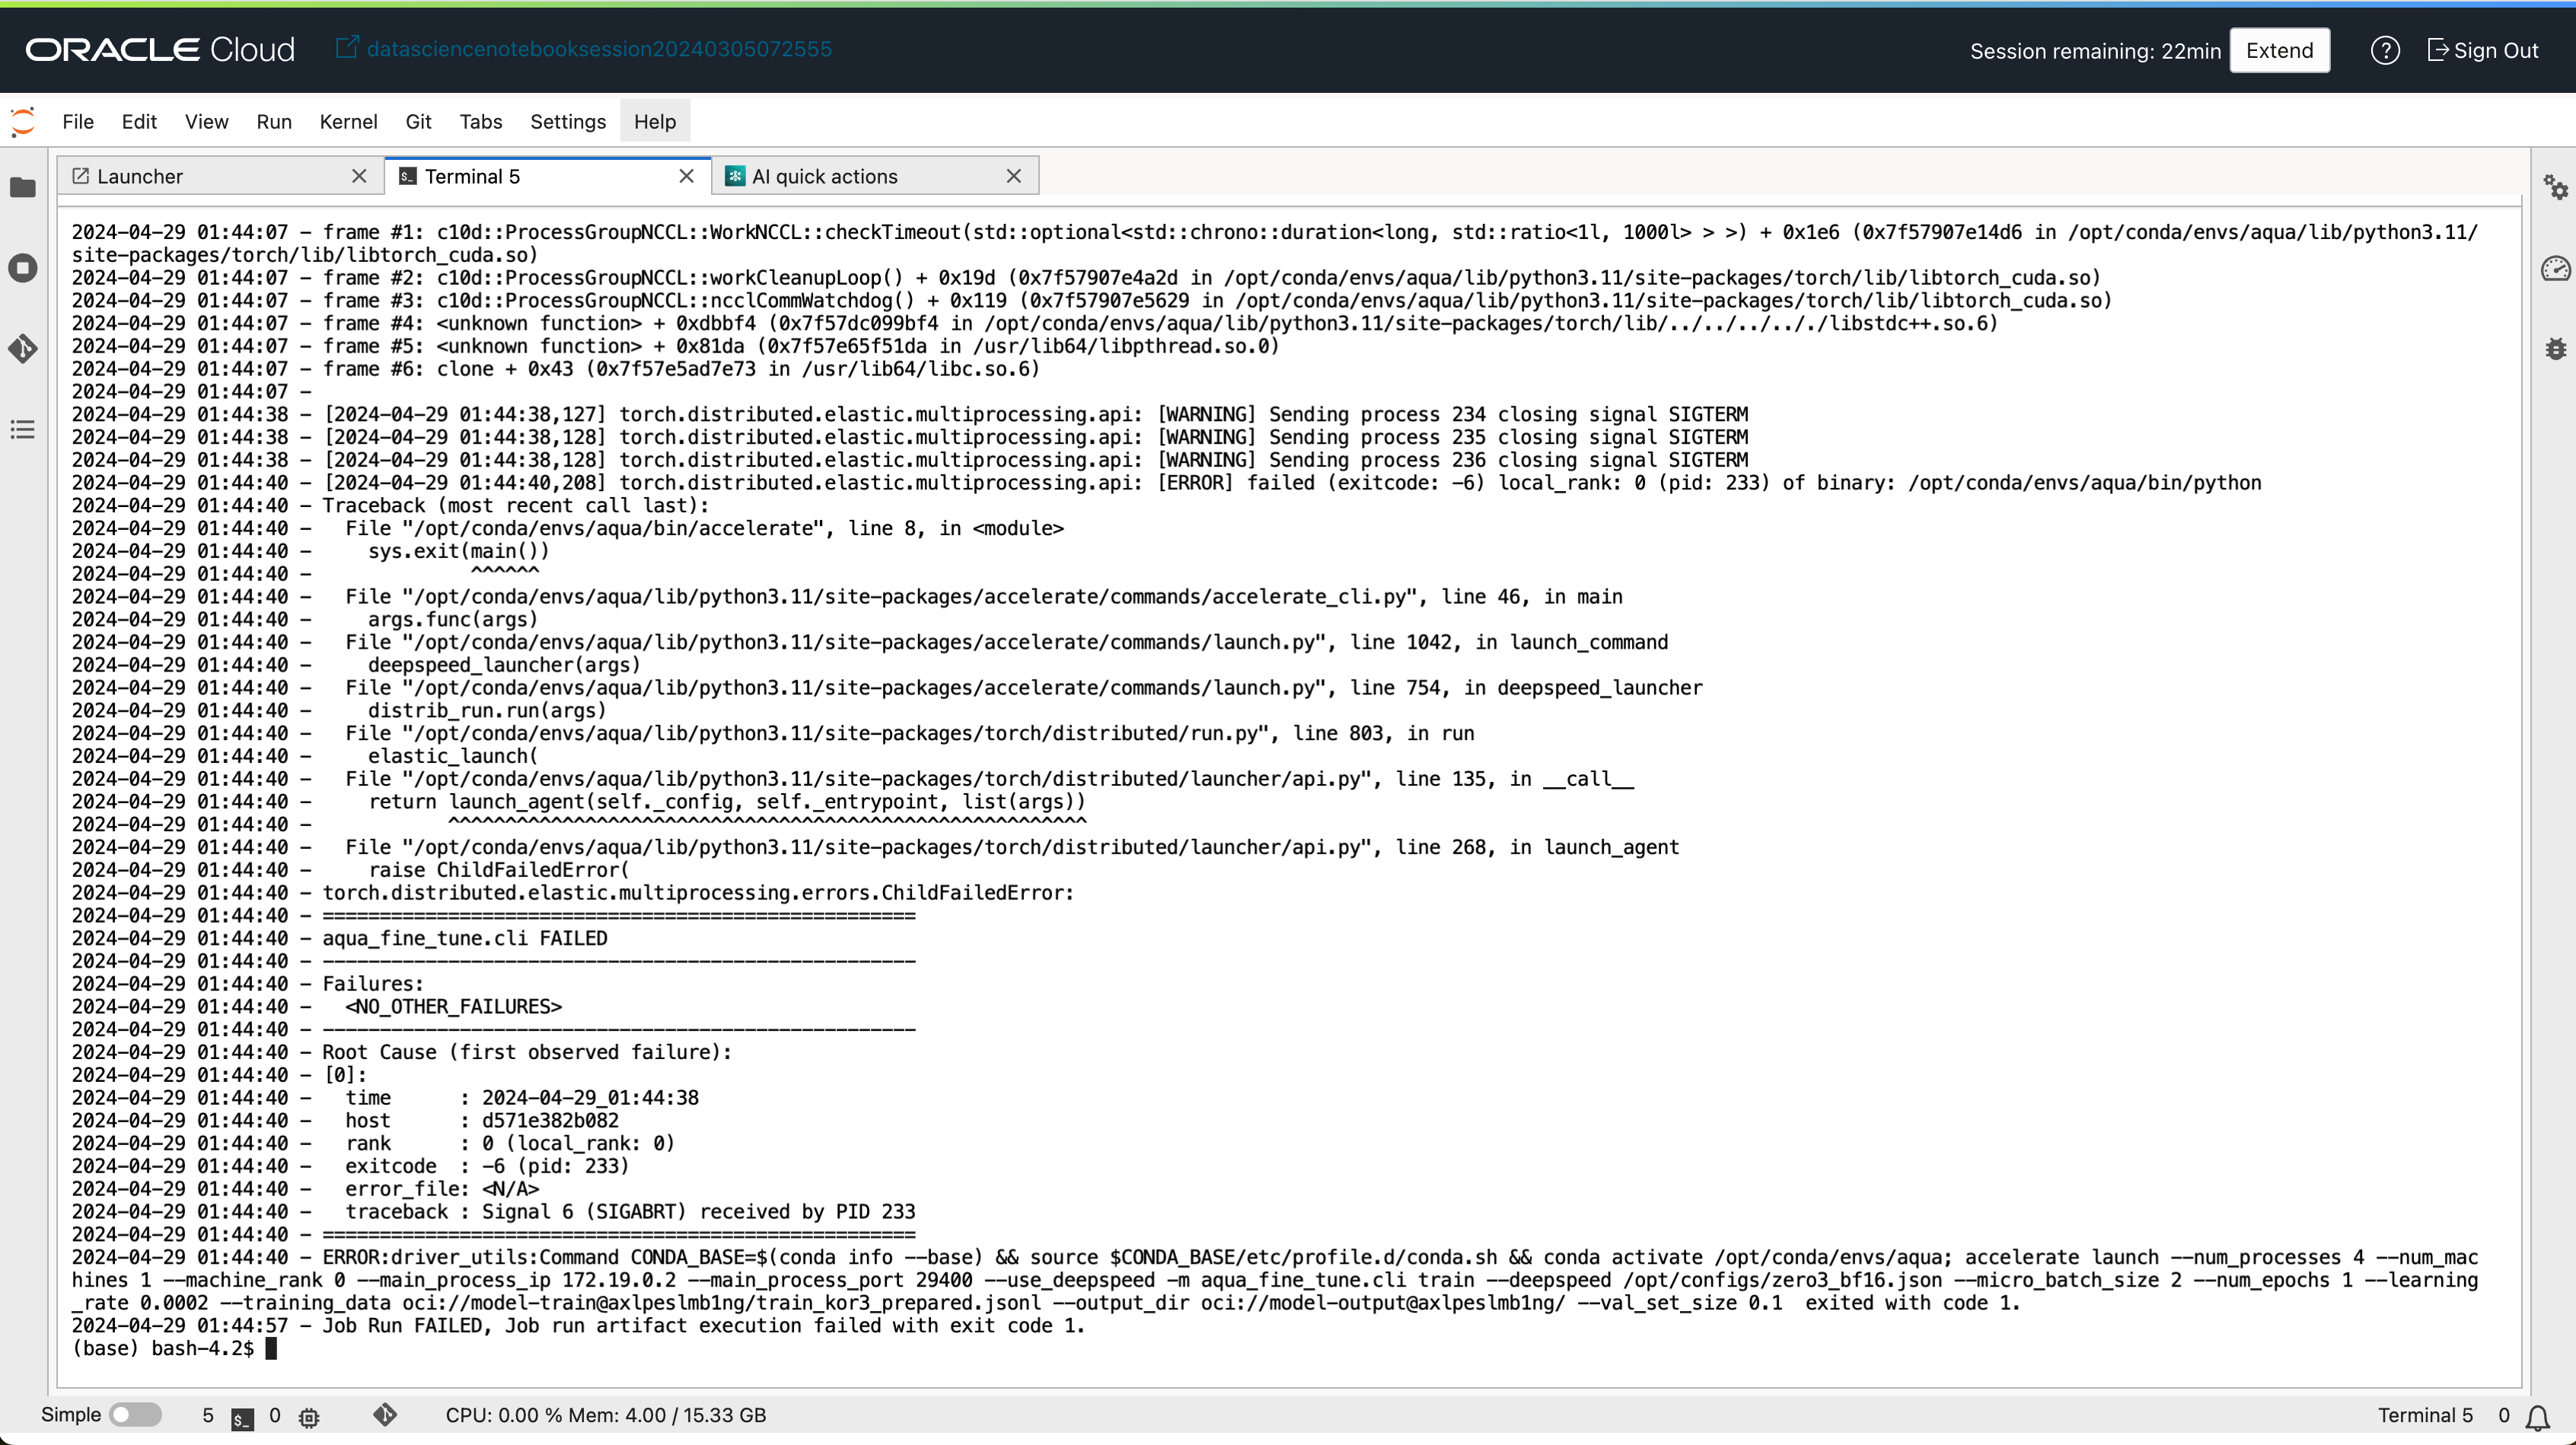 ORACLE Cloud
datasciencenotebooksession20240305072555
Session remaining: 22min
Extend
Sign Out
File Edit View Run Kernel Git Tabs Settings Help
Launcher
Terminal 5
AI quick actions
2024-04-29 01:44:07 - frame #1: c10d::ProcessGroupNCCL::WorkNCCL::checkTimeout(std::optional<std::chrono::duration<long, std::ratio<1l, 1000l> > >) + 0x1e6 (0x7f57907e14d6 in /opt/conda/envs/aqua/lib/python3.11/
site-packages/torch/lib/libtorch_cuda.so)
2024-04-29 01:44:07 - frame #2: c10d::ProcessGroupNCCL::workCleanupLoop() + 0x19d (0x7f57907e4a2d in /opt/conda/envs/aqua/lib/python3.11/site-packages/torch/lib/libtorch_cuda.so)
2024-04-29 01:44:07 - frame #3: c10d::ProcessGroupNCCL::ncclCommWatchdog() + 0x119 (0x7f57907e5629 in /opt/conda/envs/aqua/lib/python3.11/site-packages/torch/lib/libtorch_cuda.so)
2024-04-29 01:44:07 - frame #4: <unknown function> + 0xdbbf4 (0x7f57dc099bf4 in /opt/conda/envs/aqua/lib/python3.11/site-packages/torch/lib/../../../.././libstdc++.so.6)
2024-04-29 01:44:07 - frame #5: <unknown function> + 0x81da (0x7f57e65f51da in /usr/lib64/libpthread.so.0)
2024-04-29 01:44:07 - frame #6: clone + 0x43 (0x7f57e5ad7e73 in /usr/lib64/libc.so.6)
2024-04-29 01:44:07 -
2024-04-29 01:44:38 - [2024-04-29 01:44:38,127] torch.distributed.elastic.multiprocessing.api: [WARNING] Sending process 234 closing signal SIGTERM
2024-04-29 01:44:38 - [2024-04-29 01:44:38,128] torch.distributed.elastic.multiprocessing.api: [WARNING] Sending process 235 closing signal SIGTERM
2024-04-29 01:44:38 - [2024-04-29 01:44:38,128] torch.distributed.elastic.multiprocessing.api: [WARNING] Sending process 236 closing signal SIGTERM
2024-04-29 01:44:40 - [2024-04-29 01:44:40,208] torch.distributed.elastic.multiprocessing.api: [ERROR] failed (exitcode: -6) local_rank: 0 (pid: 233) of binary: /opt/conda/envs/aqua/bin/python
2024-04-29 01:44:40 - Traceback (most recent call last):
2024-04-29 01:44:40 -   File "/opt/conda/envs/aqua/bin/accelerate", line 8, in <module>
2024-04-29 01:44:40 -     sys.exit(main())
2024-04-29 01:44:40 -              ^^^^^^
2024-04-29 01:44:40 -   File "/opt/conda/envs/aqua/lib/python3.11/site-packages/accelerate/commands/accelerate_cli.py", line 46, in main
2024-04-29 01:44:40 -     args.func(args)
2024-04-29 01:44:40 -   File "/opt/conda/envs/aqua/lib/python3.11/site-packages/accelerate/commands/launch.py", line 1042, in launch_command
2024-04-29 01:44:40 -     deepspeed_launcher(args)
2024-04-29 01:44:40 -   File "/opt/conda/envs/aqua/lib/python3.11/site-packages/accelerate/commands/launch.py", line 754, in deepspeed_launcher
2024-04-29 01:44:40 -     distrib_run.run(args)
2024-04-29 01:44:40 -   File "/opt/conda/envs/aqua/lib/python3.11/site-packages/torch/distributed/run.py", line 803, in run
2024-04-29 01:44:40 -     elastic_launch(
2024-04-29 01:44:40 -   File "/opt/conda/envs/aqua/lib/python3.11/site-packages/torch/distributed/launcher/api.py", line 135, in __call__
2024-04-29 01:44:40 -     return launch_agent(self._config, self._entrypoint, list(args))
2024-04-29 01:44:40 -            ^^^^^^^^^^^^^^^^^^^^^^^^^^^^^^^^^^^^^^^^^^^^^^^^^^^^^^^^
2024-04-29 01:44:40 -   File "/opt/conda/envs/aqua/lib/python3.11/site-packages/torch/distributed/launcher/api.py", line 268, in launch_agent
2024-04-29 01:44:40 -     raise ChildFailedError(
2024-04-29 01:44:40 - torch.distributed.elastic.multiprocessing.errors.ChildFailedError:
2024-04-29 01:44:40 - ====================================================
2024-04-29 01:44:40 - aqua_fine_tune.cli FAILED
2024-04-29 01:44:40 - ----------------------------------------------------
2024-04-29 01:44:40 - Failures:
2024-04-29 01:44:40 -   <NO_OTHER_FAILURES>
2024-04-29 01:44:40 - ----------------------------------------------------
2024-04-29 01:44:40 - Root Cause (first observed failure):
2024-04-29 01:44:40 - [0]:
2024-04-29 01:44:40 -   time      : 2024-04-29_01:44:38
2024-04-29 01:44:40 -   host      : d571e382b082
2024-04-29 01:44:40 -   rank      : 0 (local_rank: 0)
2024-04-29 01:44:40 -   exitcode  : -6 (pid: 233)
2024-04-29 01:44:40 -   error_file: <N/A>
2024-04-29 01:44:40 -   traceback : Signal 6 (SIGABRT) received by PID 233
2024-04-29 01:44:40 - ====================================================
2024-04-29 01:44:40 - ERROR:driver_utils:Command CONDA_BASE=$(conda info --base) && source $CONDA_BASE/etc/profile.d/conda.sh && conda activate /opt/conda/envs/aqua; accelerate launch --num_processes 4 --num_mac
hines 1 --machine_rank 0 --main_process_ip 172.19.0.2 --main_process_port 29400 --use_deepspeed -m aqua_fine_tune.cli train --deepspeed /opt/configs/zero3_bf16.json --micro_batch_size 2 --num_epochs 1 --learning
_rate 0.0002 --training_data oci://model-train@axlpeslmb1ng/train_kor3_prepared.jsonl --output_dir oci://model-output@axlpeslmb1ng/ --val_set_size 0.1  exited with code 1.
2024-04-29 01:44:57 - Job Run FAILED, Job run artifact execution failed with exit code 1.
(base) bash-4.2$
Simple 5 0 CPU: 0.00 % Mem: 4.00 / 15.33 GB Terminal 5 0